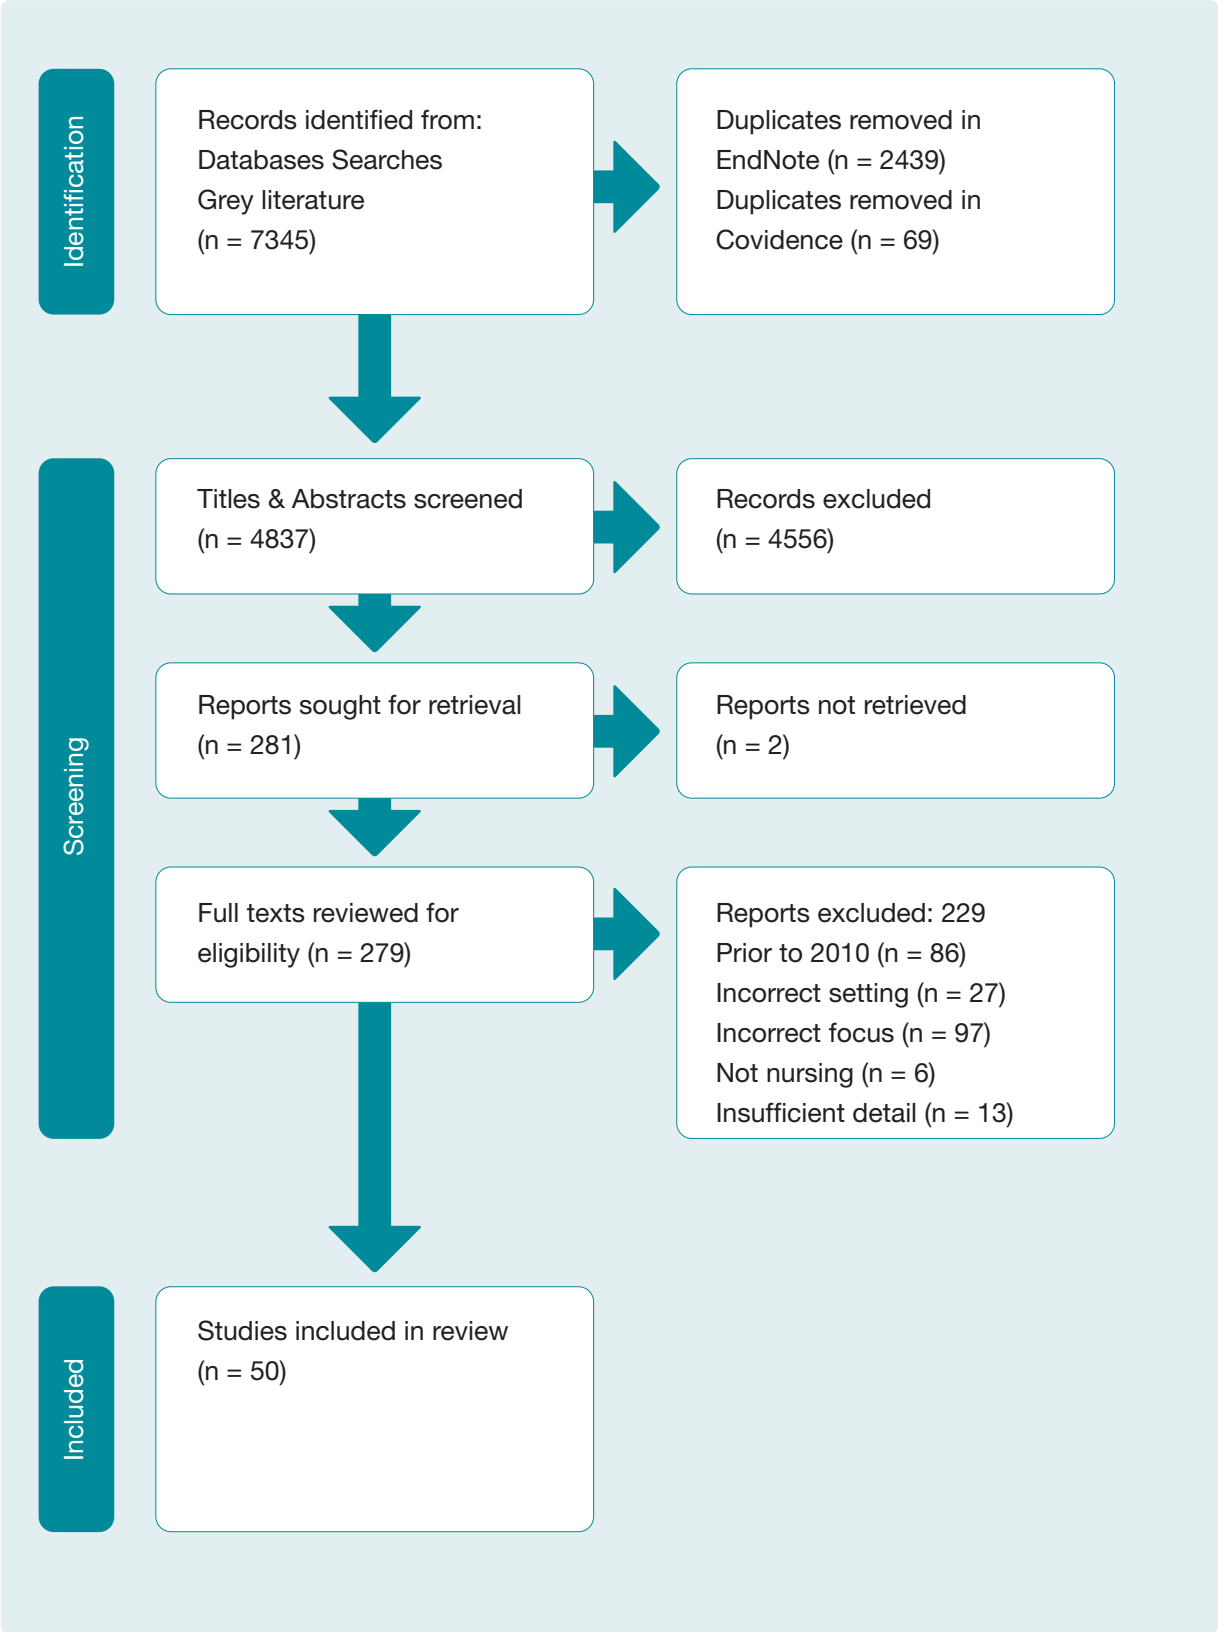 Identification
Records identified from:
Databases Searches
Grey literature
(n = 7345)
Duplicates removed in
EndNote (n = 2439)
Duplicates removed in
Covidence (n = 69)
Screening
Titles & Abstracts screened
(n = 4837)
Records excluded
(n = 4556)
Reports sought for retrieval
(n = 281)
Reports not retrieved
(n = 2)
Full texts reviewed for
eligibility (n = 279)
Reports excluded: 229
Prior to 2010 (n = 86)
Incorrect setting (n = 27)
Incorrect focus (n = 97)
Not nursing (n = 6)
Insufficient detail (n = 13)
Included
Studies included in review
(n = 50)